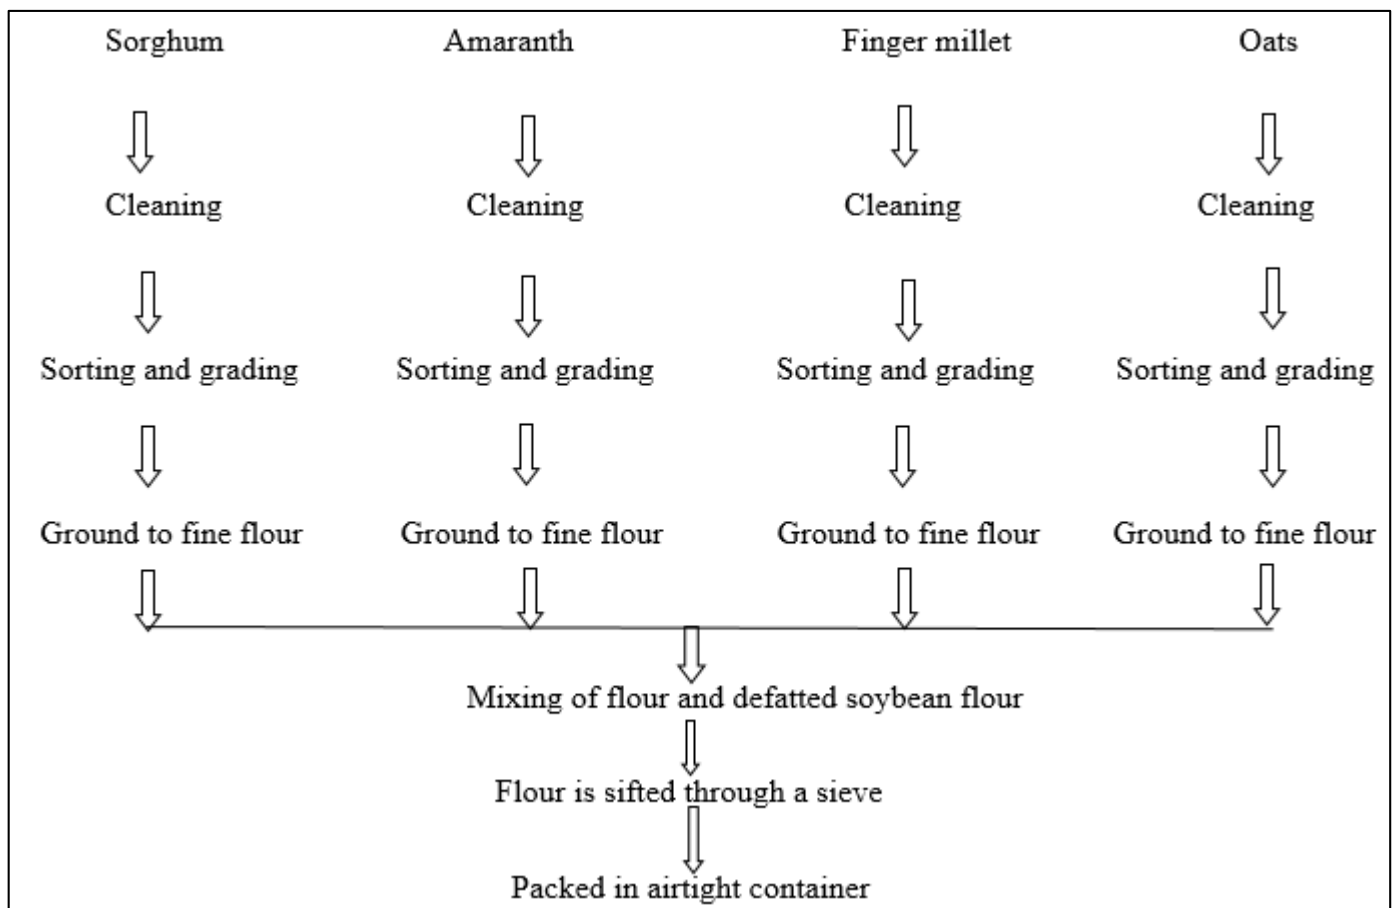 Sorghum Amaranth Finger millet Oats
Cleaning Cleaning Cleaning Cleaning
Sorting and grading Sorting and grading Sorting and grading Sorting and grading
Ground to fine flour Ground to fine flour Ground to fine flour Ground to fine flour
Mixing of flour and defatted soybean flour
Flour is sifted through a sieve
Packed in airtight container